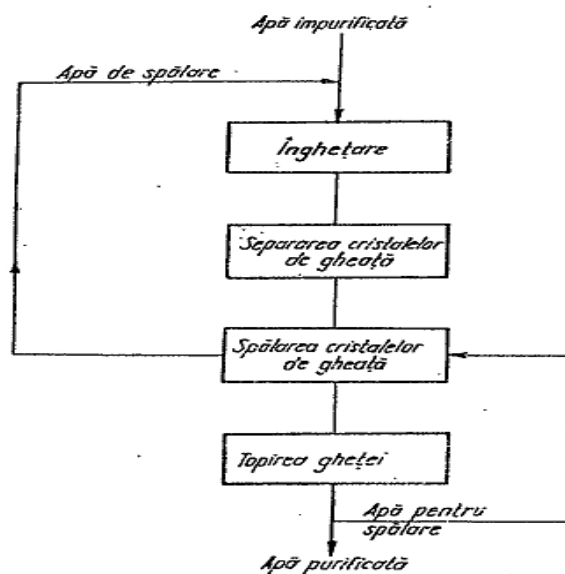 Apă impurificată
Apă de spălare
Înghețare
Separarea cristalelor
de gheață
Spălarea cristalelor
de gheață
Topirea gheței
Apă pentru
spălare
Apă purificată